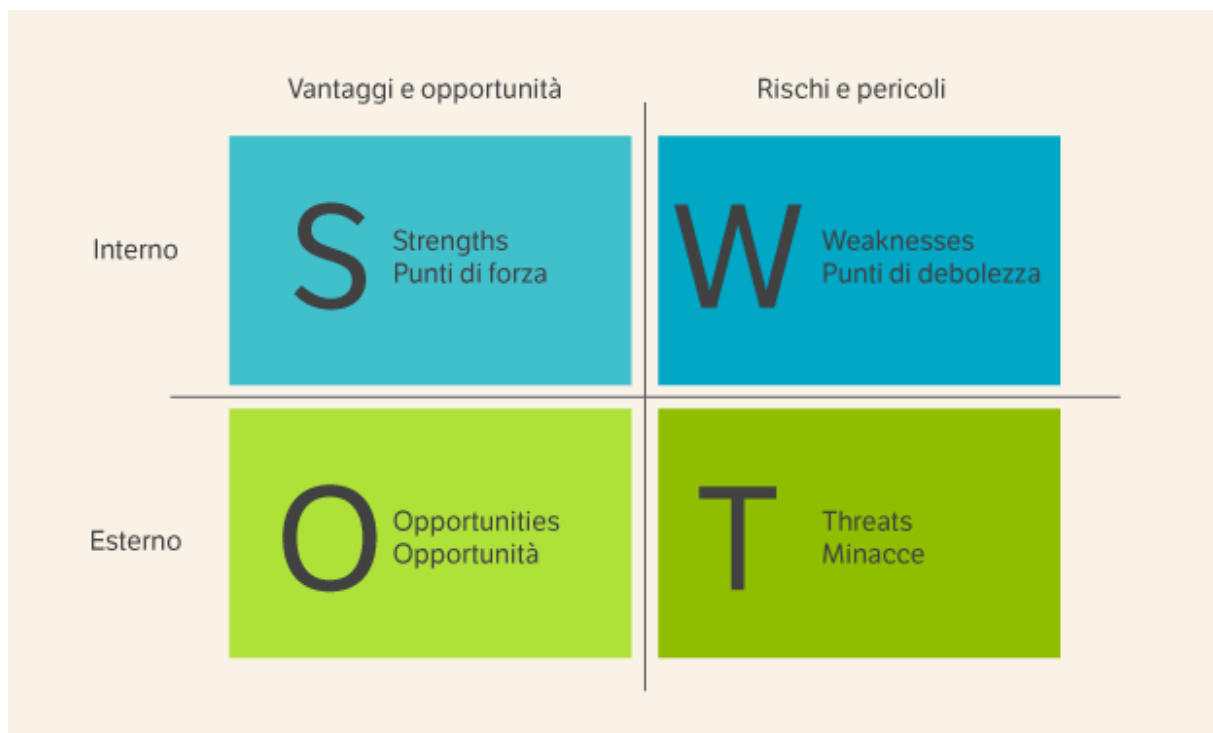 Vantaggi e opportunità
Rischi e pericoli
Interno
S
Strengths
Punti di forza
W
Weaknesses
Punti di debolezza
Esterno
O
Opportunities
Opportunità
T
Threats
Minacce